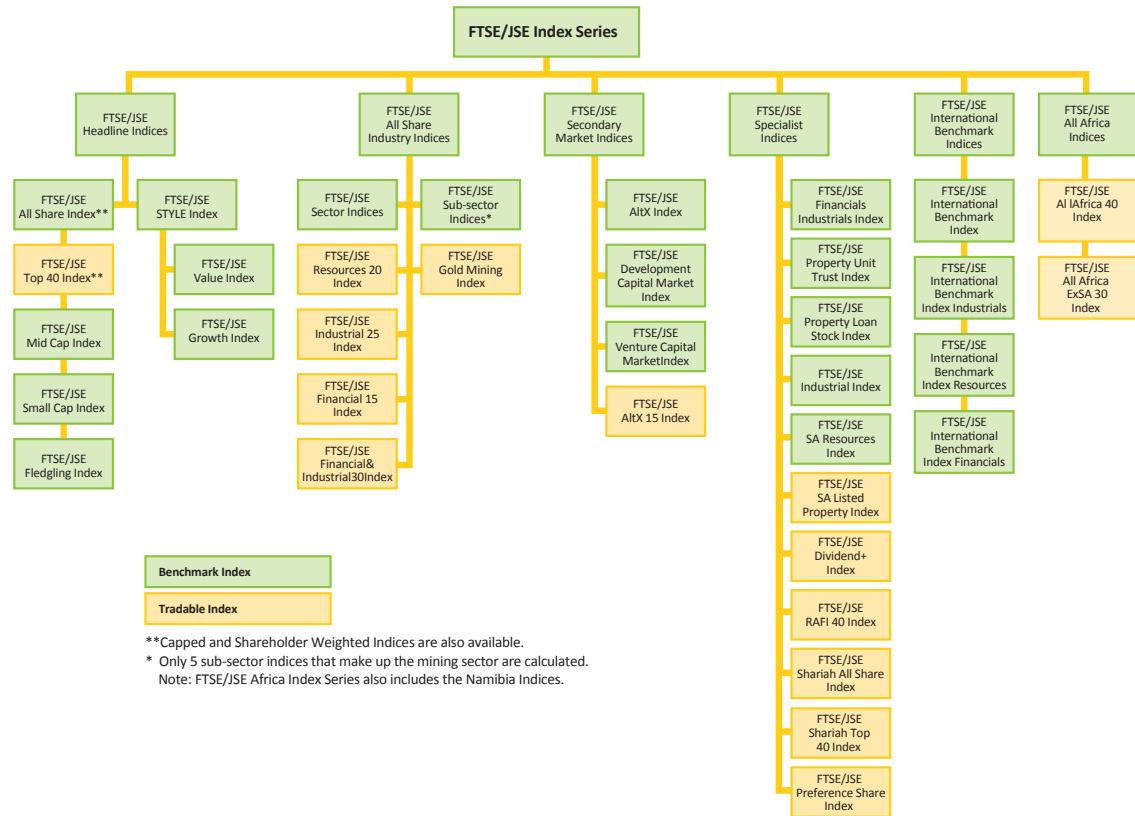 FTSE/JSE Index Series
FTSE/JSE
Headline Indices
FTSE/JSE
All Share
Industry Indices
FTSE/JSE
Secondary
Market Indices
FTSE/JSE
Specialist
Indices
FTSE/JSE
International
Benchmark
Indices
FTSE/JSE
All Africa
Indices
FTSE/JSE
All Share Index**
FTSE/JSE
Top 40 Index**
FTSE/JSE
Mid Cap Index
FTSE/JSE
Small Cap Index
FTSE/JSE
Fledgling Index
FTSE/JSE
STYLE Index
FTSE/JSE
Value Index
FTSE/JSE
Growth Index
FTSE/JSE
Sector Indices
FTSE/JSE
Resources 20
Index
FTSE/JSE
Industrial 25
Index
FTSE/JSE
Financial 15
Index
FTSE/JSE
Financial&
Industrial30Index
FTSE/JSE
Sub-sector
Indices*
FTSE/JSE
Gold Mining
Index
FTSE/JSE
AltX Index
FTSE/JSE
Development
Capital Market
Index
FTSE/JSE
Venture Capital
MarketIndex
FTSE/JSE
AltX 15 Index
FTSE/JSE
Financials
Industrials Index
FTSE/JSE
Property Unit
Trust Index
FTSE/JSE
Property Loan
Stock Index
FTSE/JSE
Industrial Index
FTSE/JSE
SA Resources
Index
FTSE/JSE
SA Listed
Property Index
FTSE/JSE
Dividend+
Index
FTSE/JSE
RAFI 40 Index
FTSE/JSE
Shariah All Share
Index
FTSE/JSE
Shariah Top
40 Index
FTSE/JSE
Preference Share
Index
FTSE/JSE
International
Benchmark
Index
FTSE/JSE
International
Benchmark
Index Industrials
FTSE/JSE
International
Benchmark
Index Resources
FTSE/JSE
International
Benchmark
Index Financials
FTSE/JSE
Al lAfrica 40
Index
FTSE/JSE
All Africa
ExSA 30
Index
Benchmark Index
Tradable Index
**Capped and Shareholder Weighted Indices are also available.
* Only 5 sub-sector indices that make up the mining sector are calculated.
Note: FTSE/JSE Africa Index Series also includes the Namibia Indices.